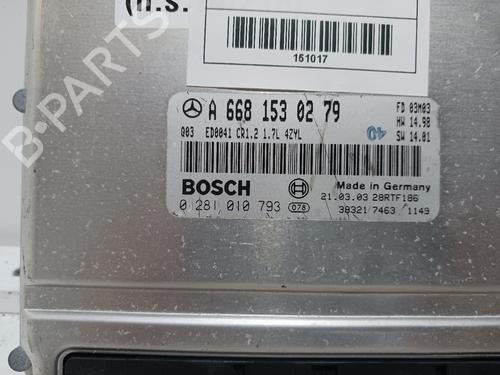 (n.s.
151017
A 668 153 02 79
FD 03M03
HW 14.98
Q03 ED0041 CR1.2 1.7L 4ZYL
40
SW 14.01
BOSCH
Made in Germany
0 281 010 793
078
21.03.03 28RTF186
38321 7463 1149
B-PARTS